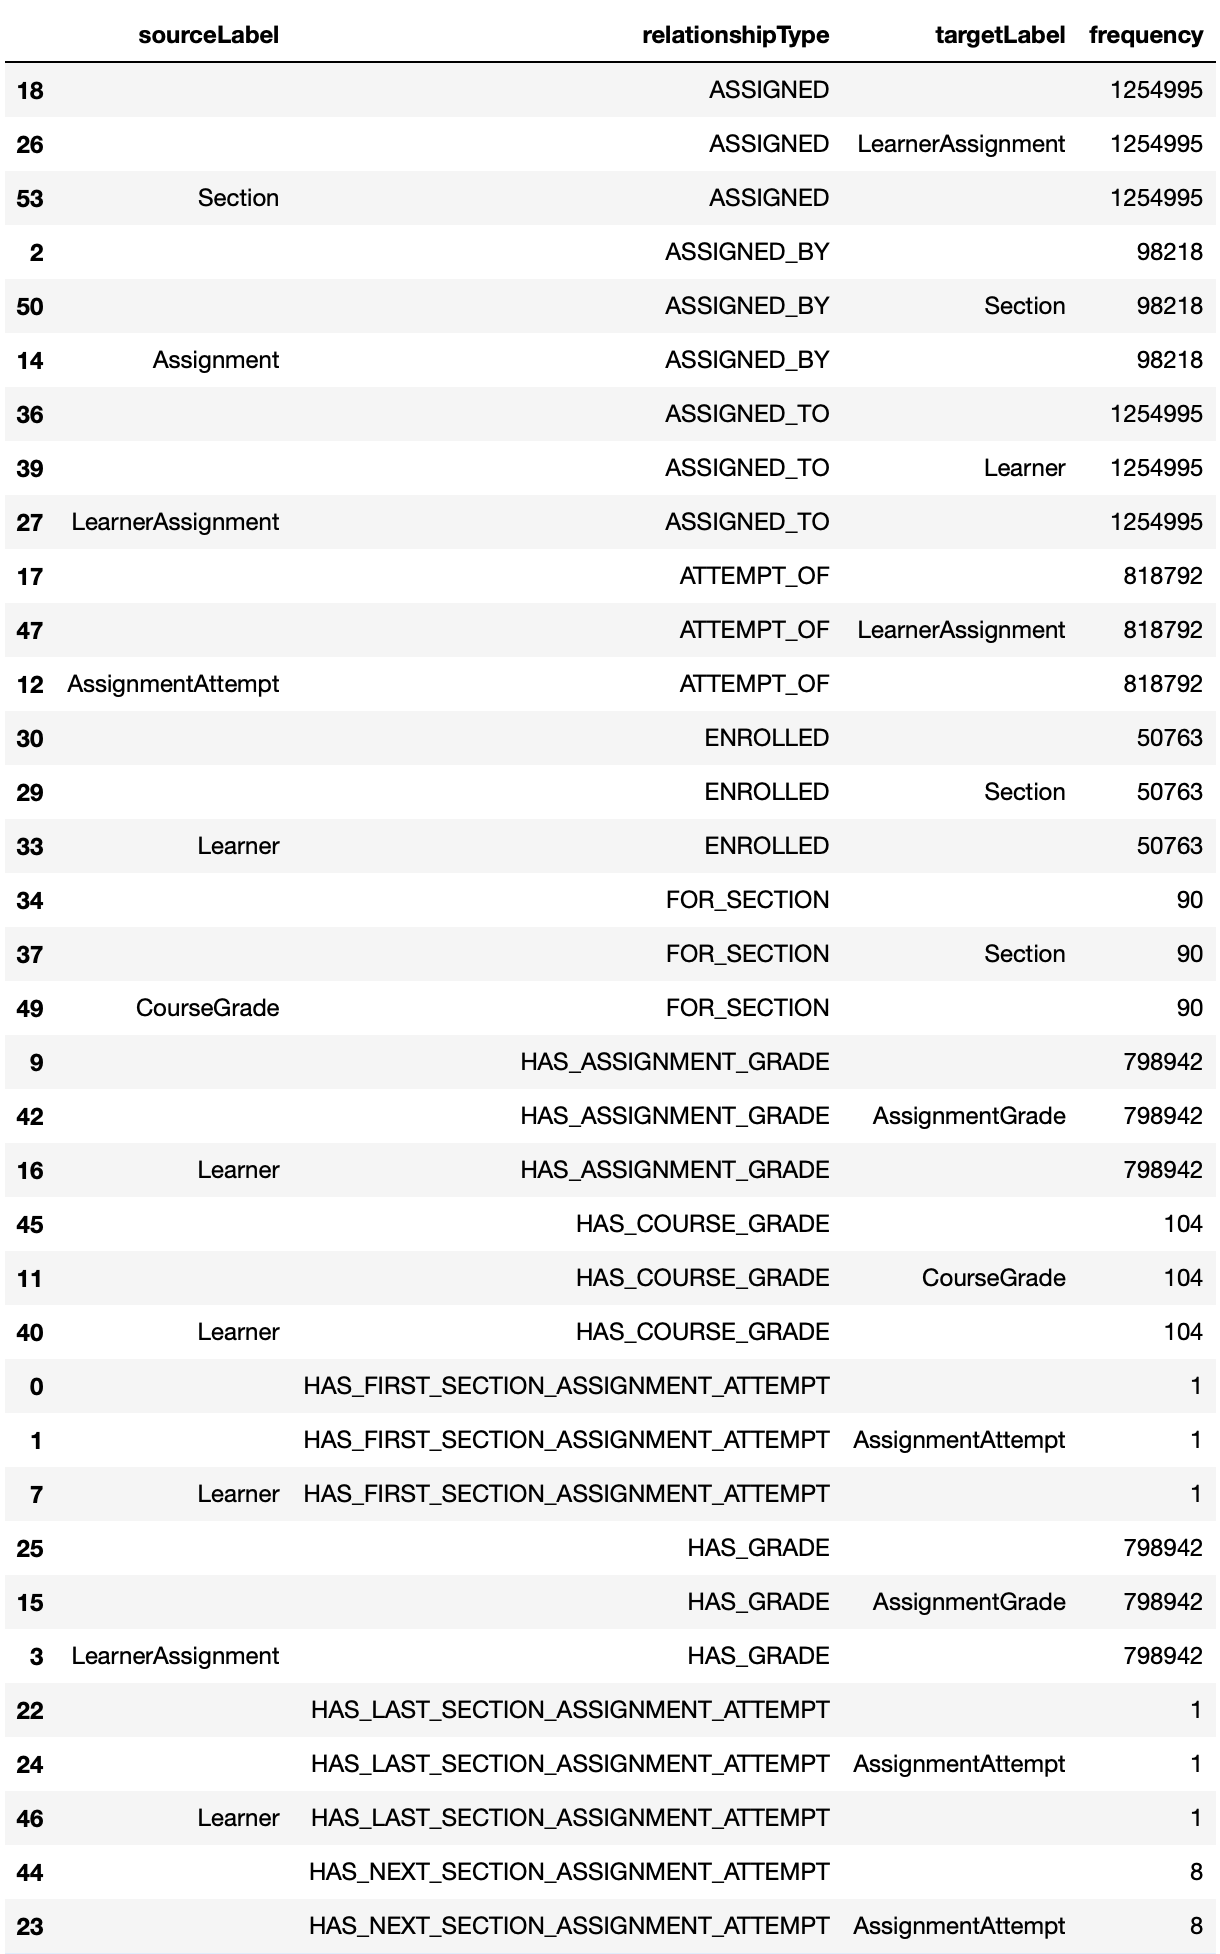 sourceLabel relationshipType targetLabel frequency
18 ASSIGNED 1254995
26 ASSIGNED LearnerAssignment 1254995
53 Section ASSIGNED 1254995
2 ASSIGNED_BY 98218
50 ASSIGNED_BY Section 98218
14 Assignment ASSIGNED_BY 98218
36 ASSIGNED_TO 1254995
39 ASSIGNED_TO Learner 1254995
27 LearnerAssignment ASSIGNED_TO 1254995
17 ATTEMPT_OF 818792
47 ATTEMPT_OF LearnerAssignment 818792
12 AssignmentAttempt ATTEMPT_OF 818792
30 ENROLLED 50763
29 ENROLLED Section 50763
33 Learner ENROLLED 50763
34 FOR_SECTION 90
37 FOR_SECTION Section 90
49 CourseGrade FOR_SECTION 90
9 HAS_ASSIGNMENT_GRADE 798942
42 HAS_ASSIGNMENT_GRADE AssignmentGrade 798942
16 Learner HAS_ASSIGNMENT_GRADE 798942
45 HAS_COURSE_GRADE 104
11 HAS_COURSE_GRADE CourseGrade 104
40 Learner HAS_COURSE_GRADE 104
0 HAS_FIRST_SECTION_ASSIGNMENT_ATTEMPT 1
1 HAS_FIRST_SECTION_ASSIGNMENT_ATTEMPT AssignmentAttempt 1
7 Learner HAS_FIRST_SECTION_ASSIGNMENT_ATTEMPT 1
25 HAS_GRADE 798942
15 HAS_GRADE AssignmentGrade 798942
3 LearnerAssignment HAS_GRADE 798942
22 HAS_LAST_SECTION_ASSIGNMENT_ATTEMPT 1
24 HAS_LAST_SECTION_ASSIGNMENT_ATTEMPT AssignmentAttempt 1
46 Learner HAS_LAST_SECTION_ASSIGNMENT_ATTEMPT 1
44 HAS_NEXT_SECTION_ASSIGNMENT_ATTEMPT 8
23 HAS_NEXT_SECTION_ASSIGNMENT_ATTEMPT AssignmentAttempt 8